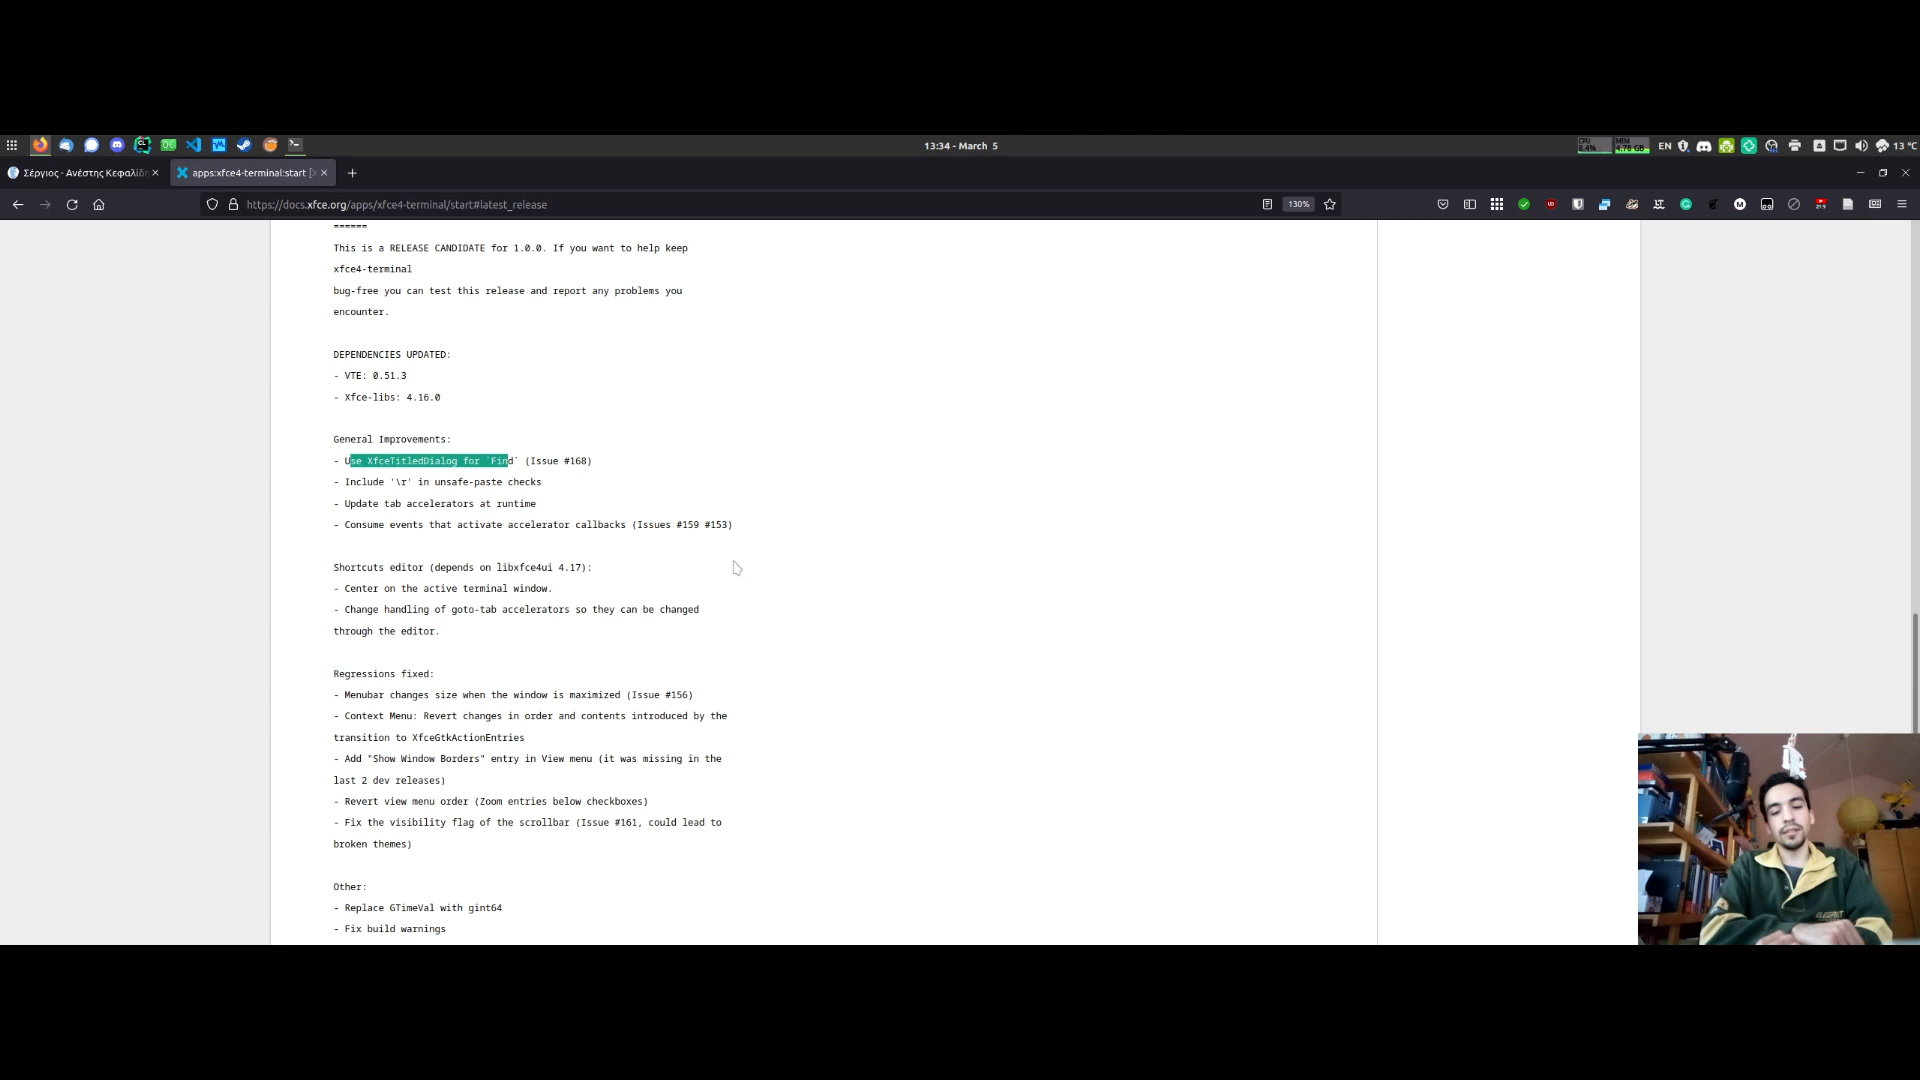 13:34 - March 5
CPU
8.4%
MEM
4.78 GB
EN
13 °C
Σέργιος - Ανέστης Κεφαλίδη
apps:xfce4-terminal:start [X
https://docs.xfce.org/apps/xfce4-terminal/start#latest_release
130%
======
This is a RELEASE CANDIDATE for 1.0.0. If you want to help keep
xfce4-terminal
bug-free you can test this release and report any problems you
encounter.
DEPENDENCIES UPDATED:
- VTE: 0.51.3
- Xfce-libs: 4.16.0
General Improvements:
- Use XfceTitledDialog for `Find` (Issue #168)
- Include '\r' in unsafe-paste checks
- Update tab accelerators at runtime
- Consume events that activate accelerator callbacks (Issues #159 #153)
Shortcuts editor (depends on libxfce4ui 4.17):
- Center on the active terminal window.
- Change handling of goto-tab accelerators so they can be changed
through the editor.
Regressions fixed:
- Menubar changes size when the window is maximized (Issue #156)
- Context Menu: Revert changes in order and contents introduced by the
transition to XfceGtkActionEntries
- Add "Show Window Borders" entry in View menu (it was missing in the
last 2 dev releases)
- Revert view menu order (Zoom entries below checkboxes)
- Fix the visibility flag of the scrollbar (Issue #161, could lead to
broken themes)
Other:
- Replace GTimeVal with gint64
- Fix build warnings